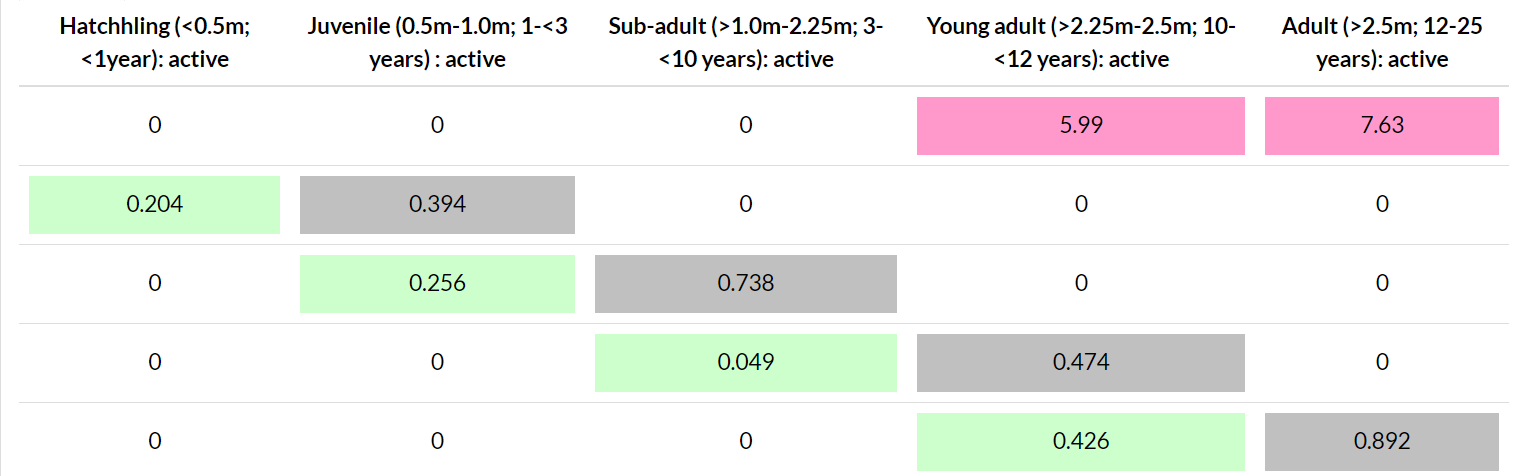 Hatchhling (<0.5m; Juvenile (0.5m-1.0m; 1-<3 Sub-adult (>1.0m-2.25m; 3- Young adult (>2.25m-2.5m; 10- Adult (>2.5m; 12-25
<1year): active years) : active <10 years): active <12 years): active years): active
0 0 0 5.99 7.63
0.204 0.394 0 0 0
0 0.256 0.738 0 0
0 0 0.049 0.474 0
0 0 0 0.426 0.892